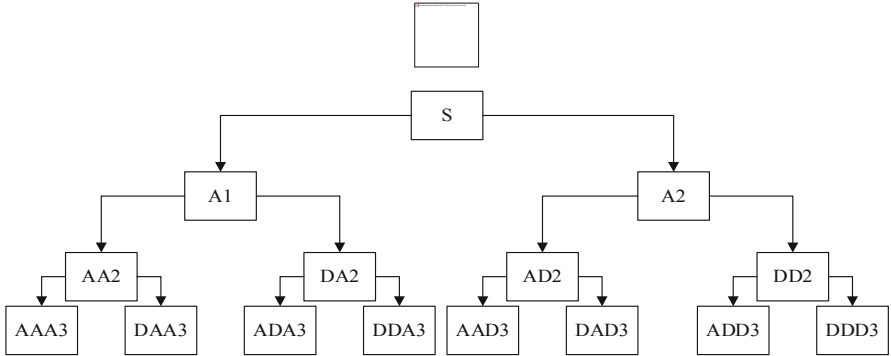 S
A1 A2
AA2 DA2 AD2 DD2
AAA3 DAA3 ADA3 DDA3 AAD3 DAD3 ADD3 DDD3